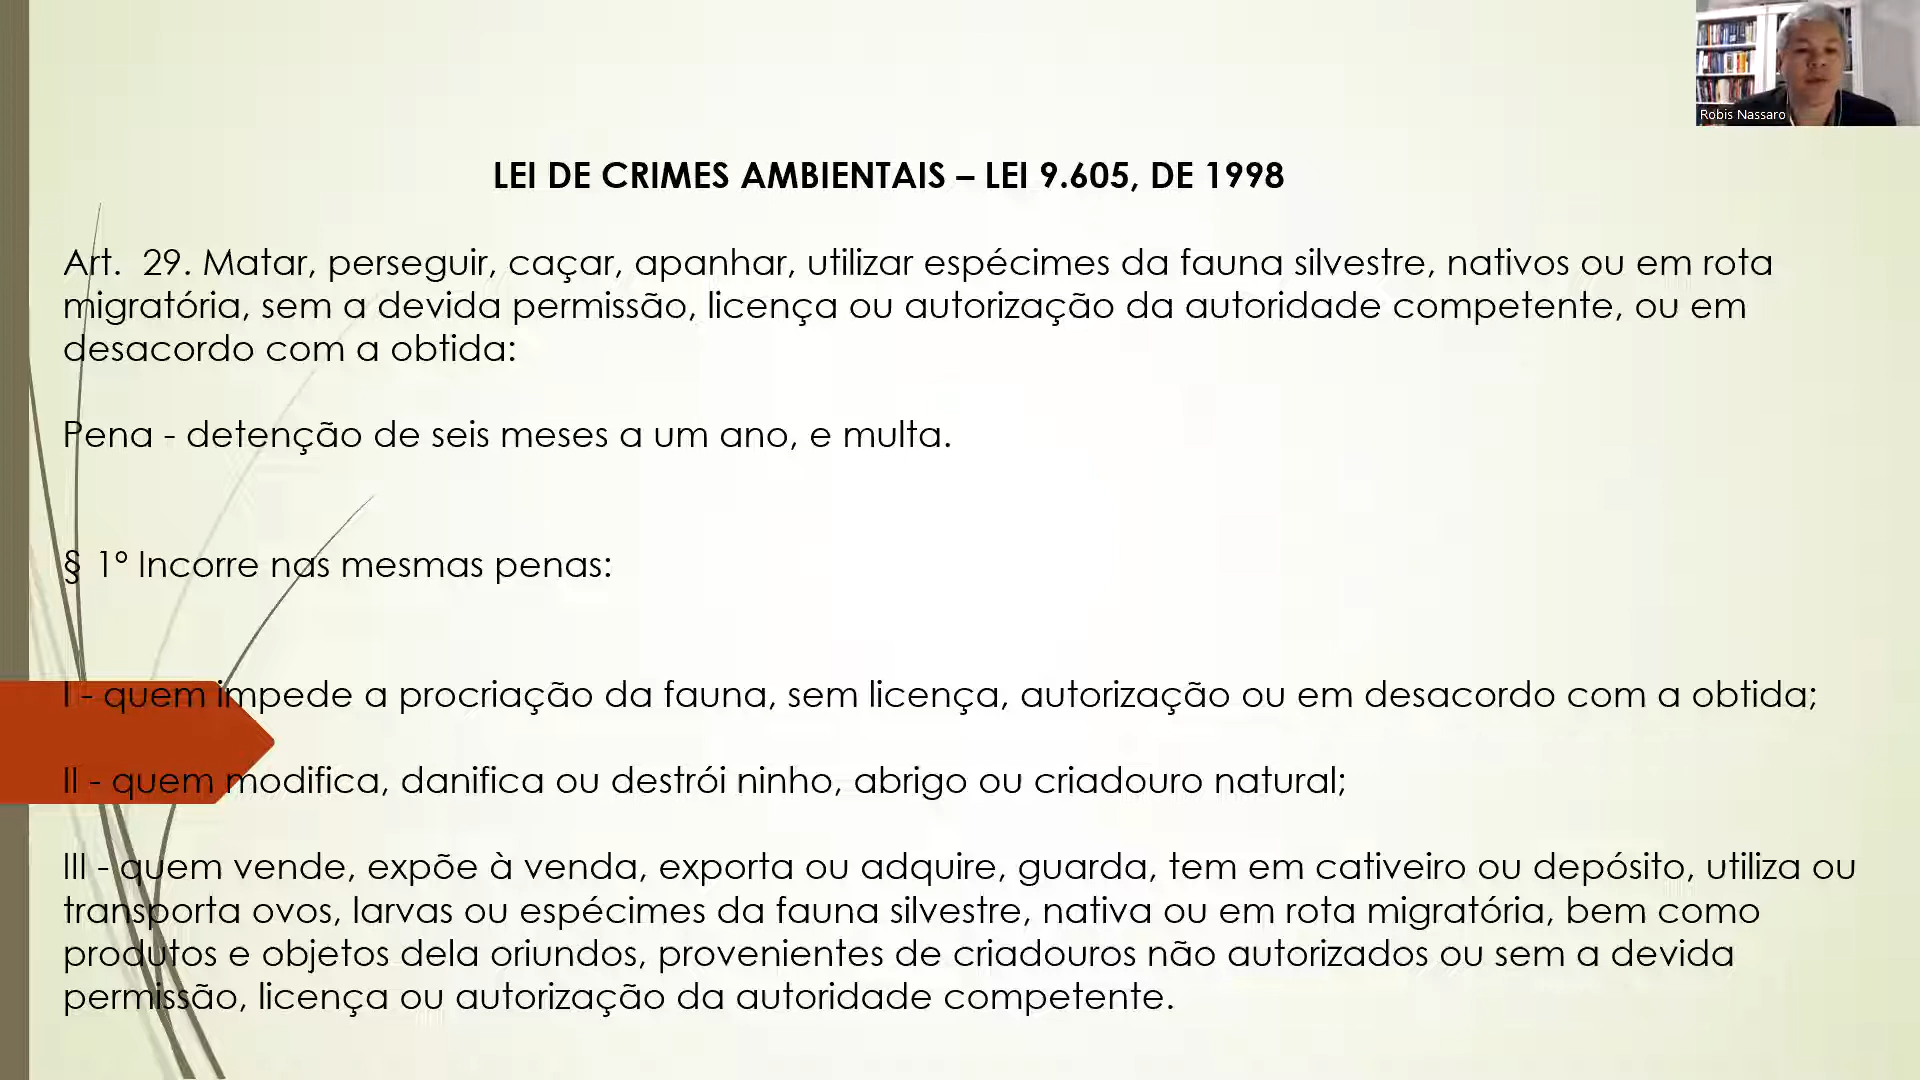 Robis Nassaro
LEI DE CRIMES AMBIENTAIS – LEI 9.605, DE 1998
Art.  29. Matar, perseguir, caçar, apanhar, utilizar espécimes da fauna silvestre, nativos ou em rota
migratória, sem a devida permissão, licença ou autorização da autoridade competente, ou em
desacordo com a obtida:
Pena - detenção de seis meses a um ano, e multa.
§ 1º Incorre nas mesmas penas:
I - quem impede a procriação da fauna, sem licença, autorização ou em desacordo com a obtida;
II - quem modifica, danifica ou destrói ninho, abrigo ou criadouro natural;
III - quem vende, expõe à venda, exporta ou adquire, guarda, tem em cativeiro ou depósito, utiliza ou
transporta ovos, larvas ou espécimes da fauna silvestre, nativa ou em rota migratória, bem como
produtos e objetos dela oriundos, provenientes de criadouros não autorizados ou sem a devida
permissão, licença ou autorização da autoridade competente.